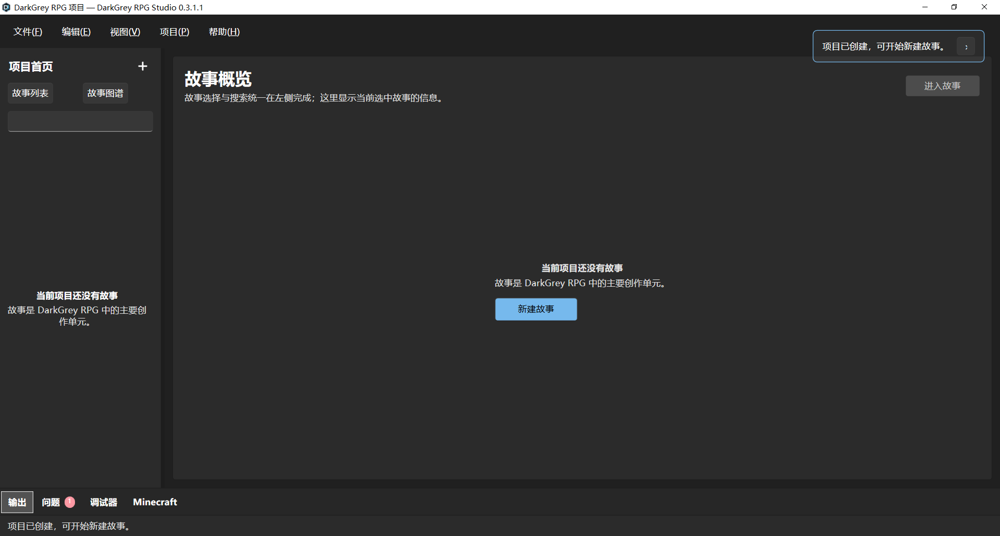 DarkGrey RPG 项目 — DarkGrey RPG Studio 0.3.1.1
文件(F) 编辑(E) 视图(V) 项目(P) 帮助(H)
项目已创建，可开始新建故事。 ×
项目首页 +
故事列表 故事图谱
故事概览
故事选择与搜索统一在左侧完成；这里显示当前选中故事的信息。
进入故事
当前项目还没有故事
故事是 DarkGrey RPG 中的主要创
作单元。
当前项目还没有故事
故事是 DarkGrey RPG 中的主要创作单元。
新建故事
输出 问题 1 调试器 Minecraft
项目已创建，可开始新建故事。